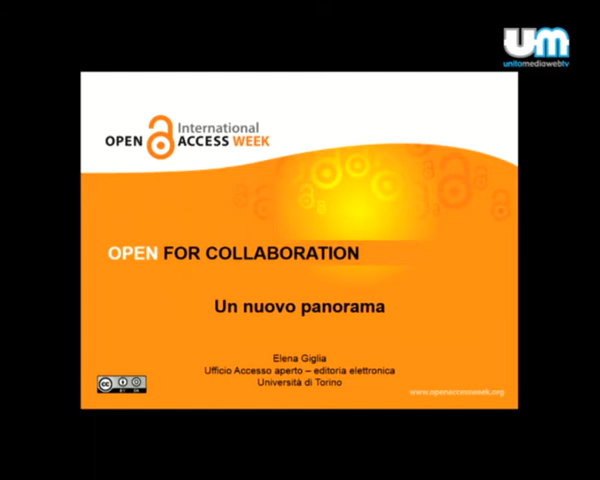 UM
unitomediawebtv
International
OPEN ACCESS WEEK
OPEN FOR COLLABORATION
Un nuovo panorama
Elena Giglia
Ufficio Accesso aperto – editoria elettronica
Università di Torino
cc
www.openaccessweek.org